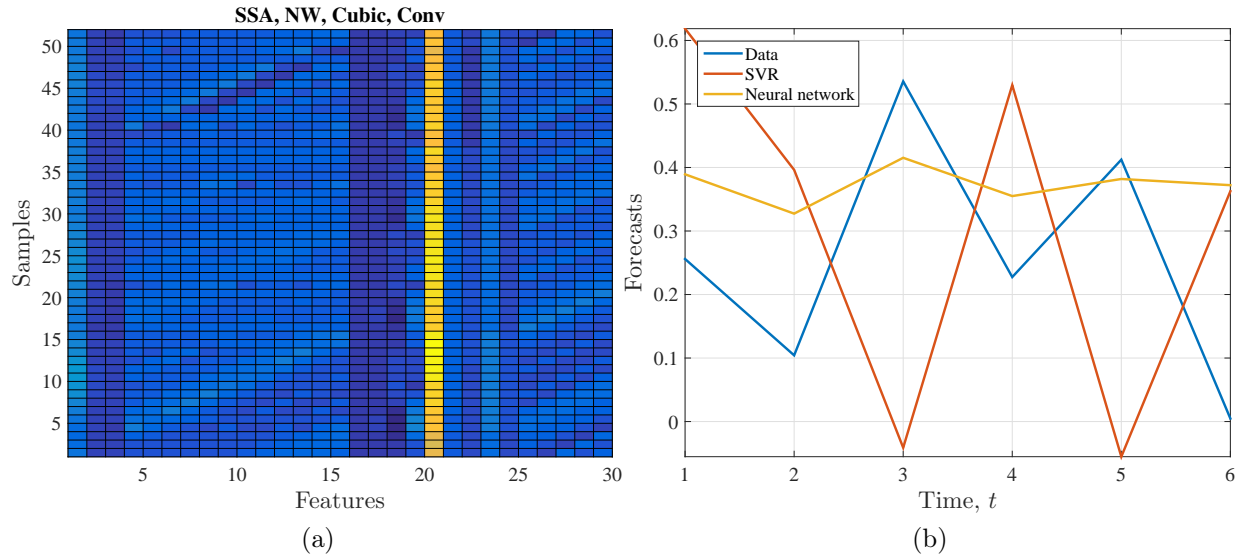 SSA, NW, Cubic, Conv
50
45
40
35
30
25
20
15
10
5
Samples
5
10
15
20
25
30
Features
(a)
0.6
0.5
0.4
0.3
0.2
0.1
0
Forecasts
Data
SVR
Neural network
1
2
3
4
5
6
Time, t
(b)